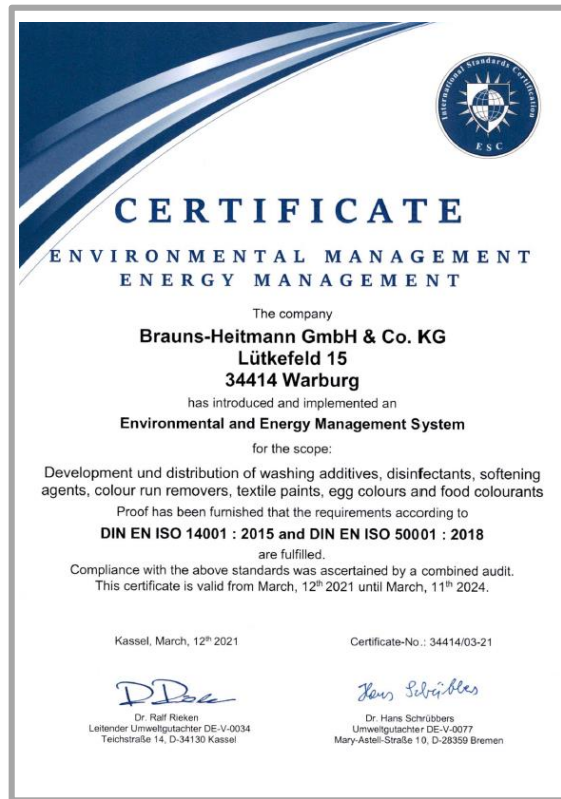 International Standards Certification
ESC
CERTIFICATE
ENVIRONMENTAL MANAGEMENT
ENERGY MANAGEMENT
The company
Brauns-Heitmann GmbH & Co. KG
Lütkefeld 15
34414 Warburg
has introduced and implemented an
Environmental and Energy Management System
for the scope:
Development und distribution of washing additives, disinfectants, softening
agents, colour run removers, textile paints, egg colours and food colourants
Proof has been furnished that the requirements according to
DIN EN ISO 14001 : 2015 and DIN EN ISO 50001 : 2018
are fulfilled.
Compliance with the above standards was ascertained by a combined audit.
This certificate is valid from March, 12th 2021 until March, 11th 2024.
Kassel, March, 12th 2021
Certificate-No.: 34414/03-21
Hans Schrübbers
Dr. Ralf Rieken
Leitender Umweltgutachter DE-V-0034
Teichstraße 14, D-34130 Kassel
Dr. Hans Schrübbers
Umweltgutachter DE-V-0077
Mary-Astell-Straße 10, D-28359 Bremen